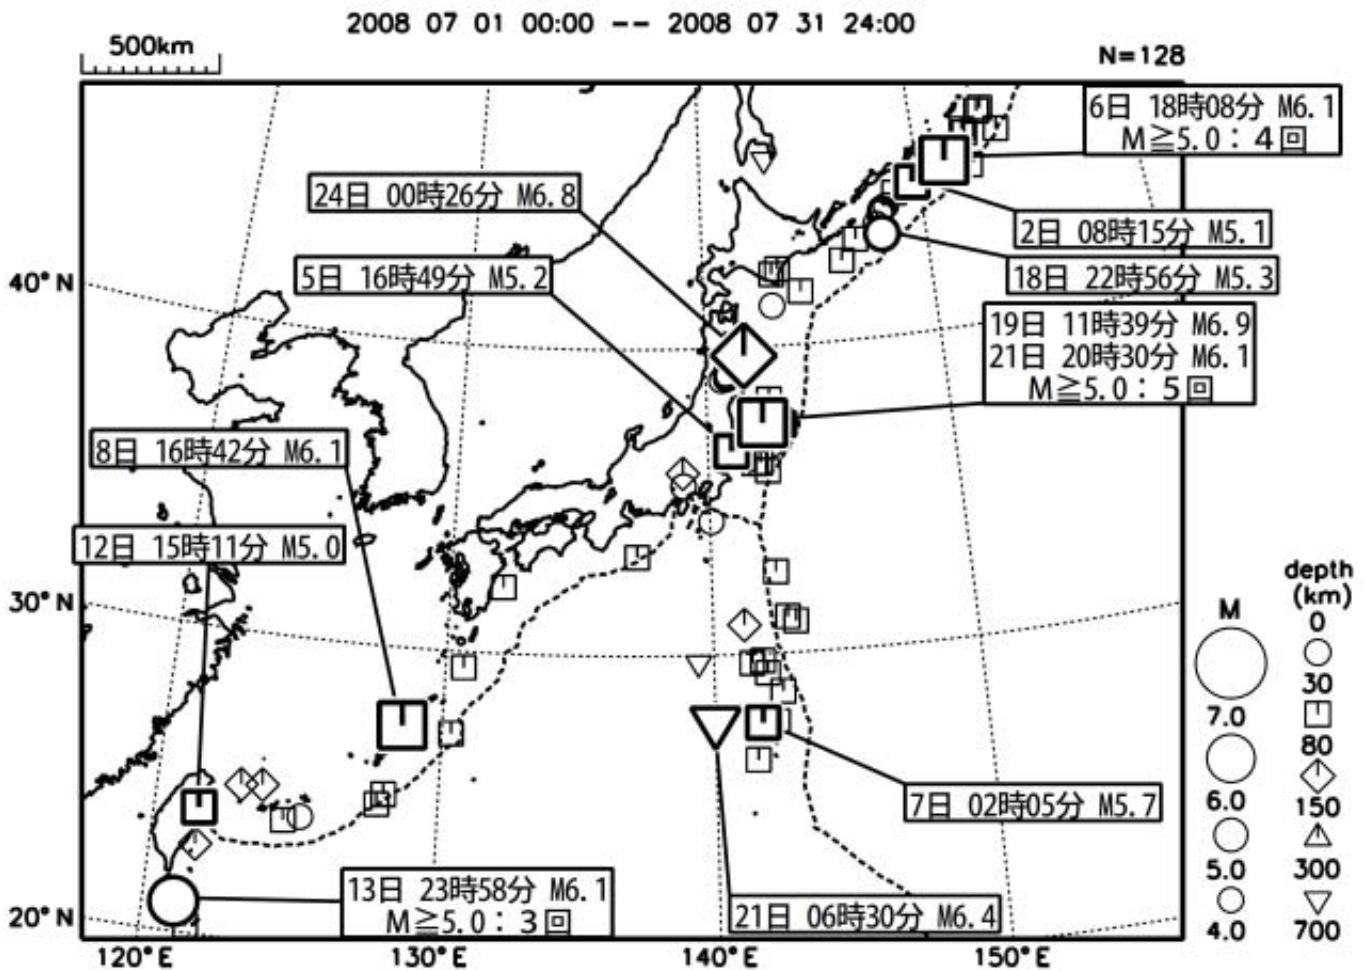 2008 07 01 00:00 -- 2008 07 31 24:00
500km
N=128
6日 18時08分 M6.1
M≧5.0：4回
24日 00時26分 M6.8
2日 08時15分 M5.1
5日 16時49分 M5.2
18日 22時56分 M5.3
40°N
19日 11時39分 M6.9
21日 20時30分 M6.1
M≧5.0：5回
8日 16時42分 M6.1
12日 15時11分 M5.0
30°N
7日 02時05分 M5.7
13日 23時58分 M6.1
M≧5.0：3回
21日 06時30分 M6.4
20°N
120°E
130°E
140°E
150°E
M
7.0
6.0
5.0
4.0
depth
(km)
0
30
80
150
300
700